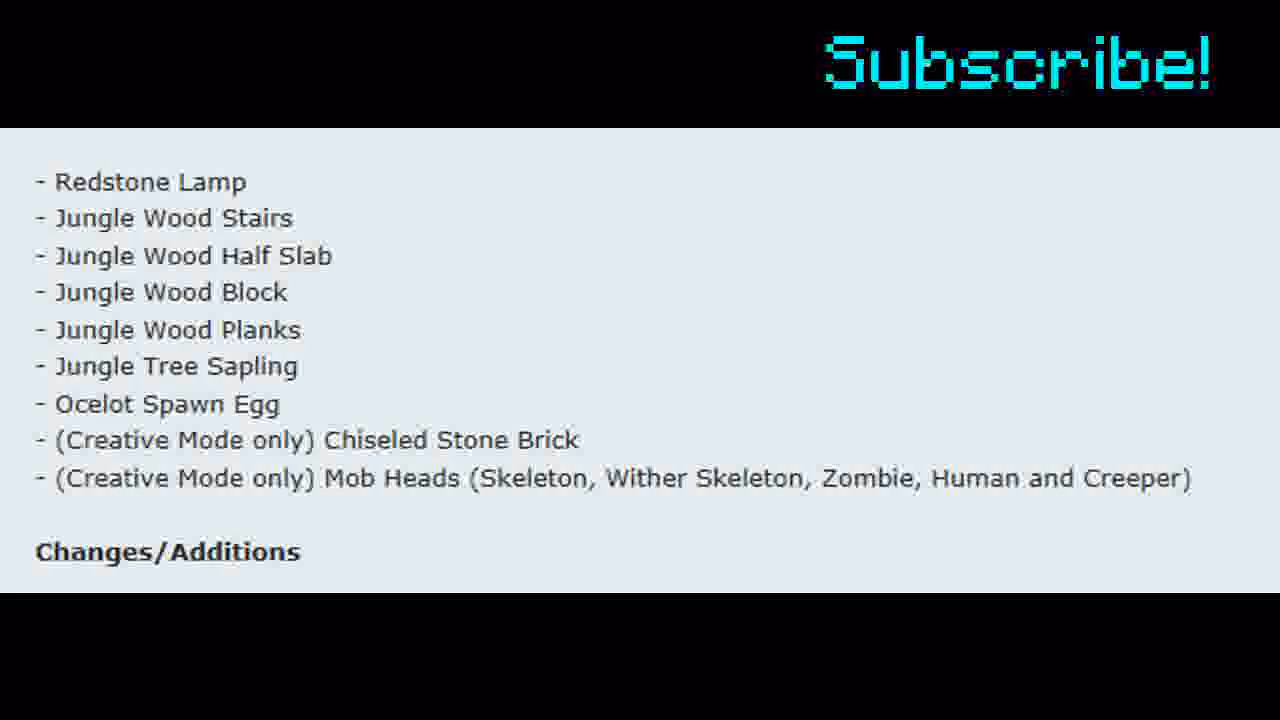 Subscribe!
- Redstone Lamp
- Jungle Wood Stairs
- Jungle Wood Half Slab
- Jungle Wood Block
- Jungle Wood Planks
- Jungle Tree Sapling
- Ocelot Spawn Egg
- (Creative Mode only) Chiseled Stone Brick
- (Creative Mode only) Mob Heads (Skeleton, Wither Skeleton, Zombie, Human and Creeper)
Changes/Additions